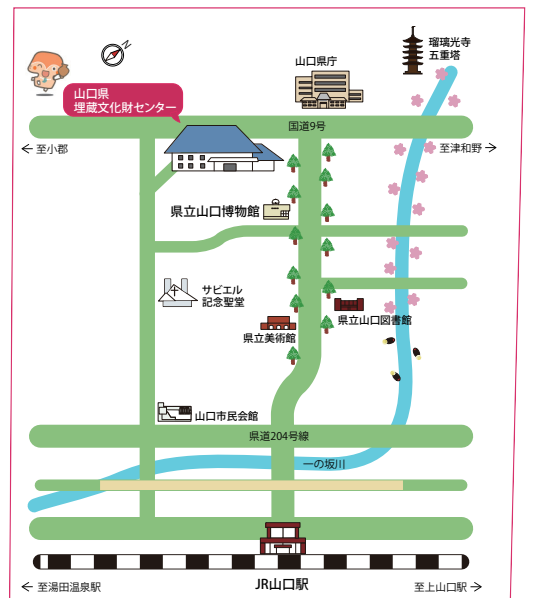 N
瑠璃光寺
五重塔
山口県庁
山口県
埋蔵文化財センター
国道9号
← 至小郡
至津和野 →
県立山口博物館
サビエル
記念聖堂
県立山口図書館
県立美術館
山口市民会館
県道204号線
一の坂川
JR山口駅
← 至湯田温泉駅
至上山口駅 →